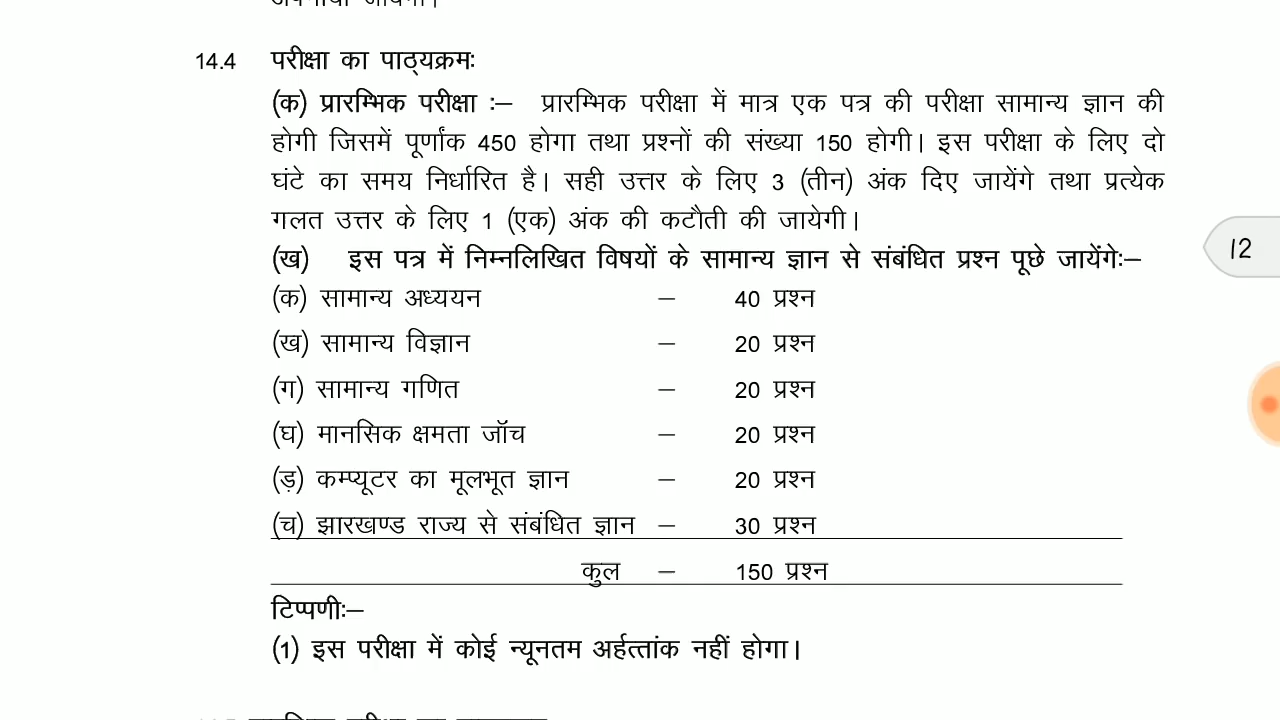 14.4 परीक्षा का पाठ्यक्रमः
(क) प्रारम्भिक परीक्षा :— प्रारम्भिक परीक्षा में मात्र एक पत्र की परीक्षा सामान्य ज्ञान की
होगी जिसमें पूर्णांक 450 होगा तथा प्रश्नों की संख्या 150 होगी। इस परीक्षा के लिए दो
घंटे का समय निर्धारित है। सही उत्तर के लिए 3 (तीन) अंक दिए जायेंगे तथा प्रत्येक
गलत उत्तर के लिए 1 (एक) अंक की कटौती की जायेगी।
(ख) इस पत्र में निम्नलिखित विषयों के सामान्य ज्ञान से संबंधित प्रश्न पूछे जायेंगेः—
12
(क) सामान्य अध्ययन — 40 प्रश्न
(ख) सामान्य विज्ञान — 20 प्रश्न
(ग) सामान्य गणित — 20 प्रश्न
(घ) मानसिक क्षमता जॉंच — 20 प्रश्न
(ड़) कम्प्यूटर का मूलभूत ज्ञान — 20 प्रश्न
(च) झारखण्ड राज्य से संबंधित ज्ञान — 30 प्रश्न
कुल — 150 प्रश्न
टिप्पणीः—
(1) इस परीक्षा में कोई न्यूनतम अर्हत्तांक नहीं होगा।